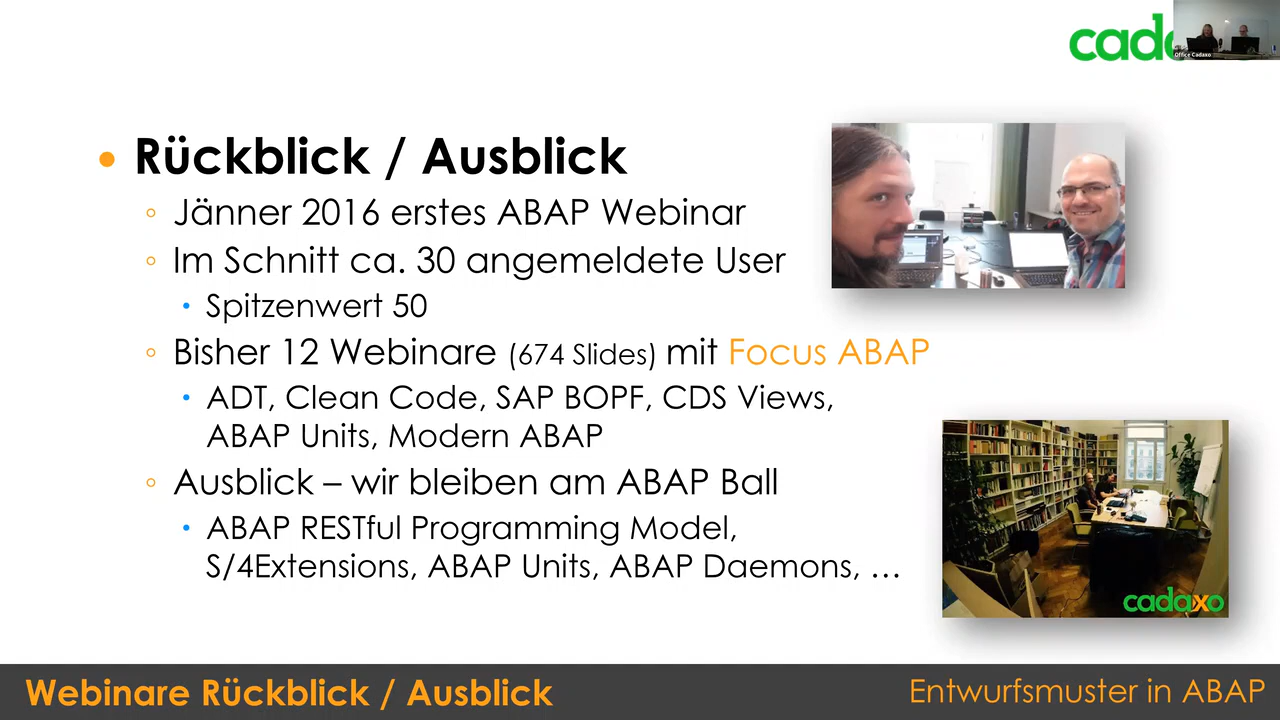 cad
Office Cadaxo
Rückblick / Ausblick
Jänner 2016 erstes ABAP Webinar
Im Schnitt ca. 30 angemeldete User
Spitzenwert 50
Bisher 12 Webinare (674 Slides) mit Focus ABAP
ADT, Clean Code, SAP BOPF, CDS Views,
ABAP Units, Modern ABAP
Ausblick – wir bleiben am ABAP Ball
ABAP RESTful Programming Model,
S/4Extensions, ABAP Units, ABAP Daemons, …
cadaxo
Webinare Rückblick / Ausblick
Entwurfsmuster in ABAP